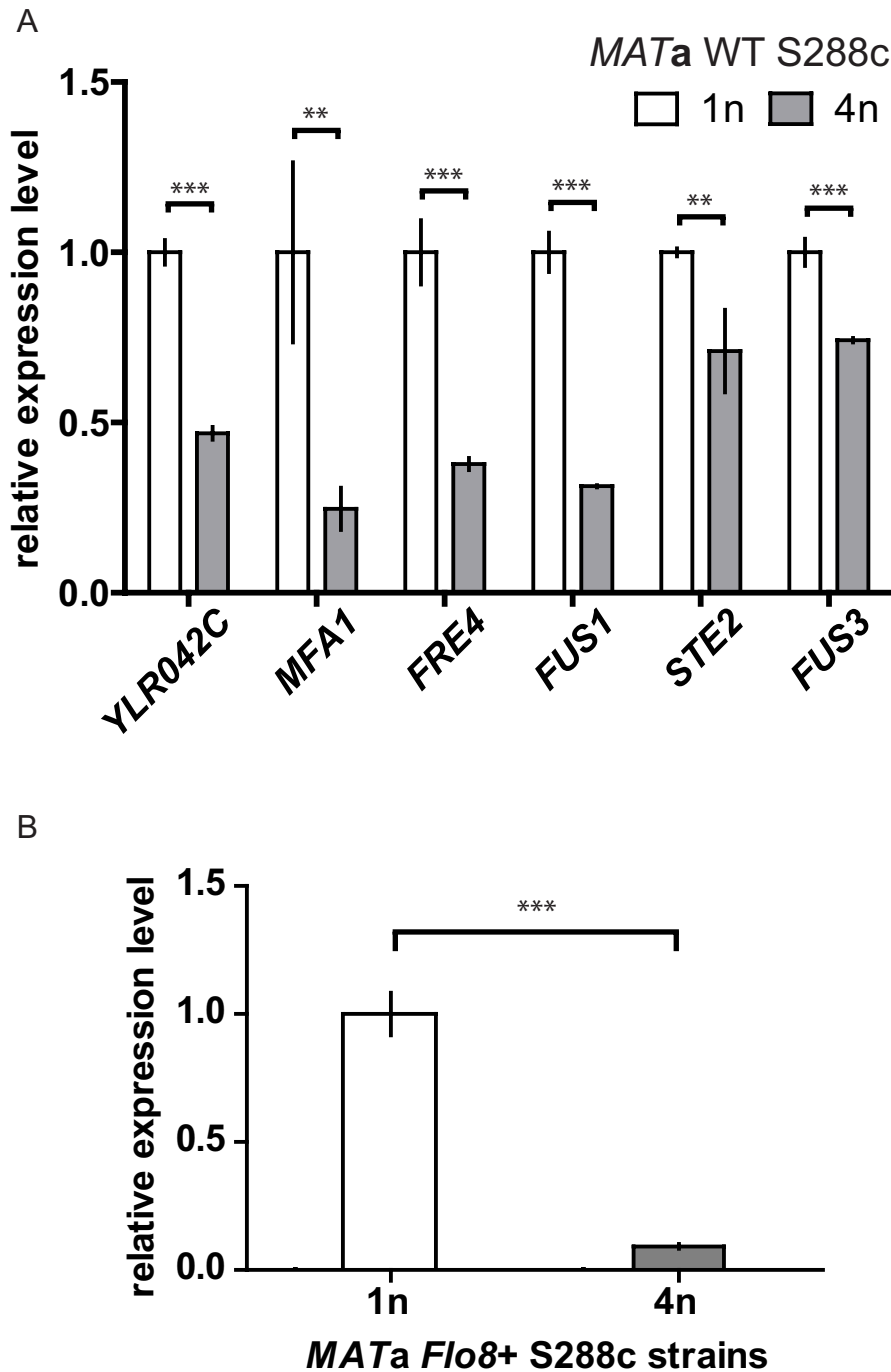 A
MATa WT S288c
1n 4n
relative expression level
1.5
1.0
0.5
0.0
***
**
***
***
**
***
YLR042C
MFA1
FRE4
FUS1
STE2
FUS3
B
relative expression level
1.5
1.0
0.5
0.0
***
1n
4n
MATa Flo8+ S288c strains